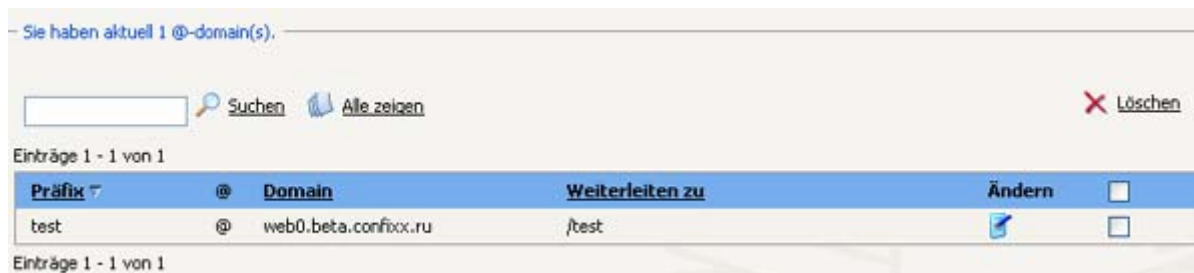 Sie haben aktuell 1 @-domain(s).
Suchen Alle zeigen Löschen
Einträge 1 - 1 von 1
Präfix @ Domain Weiterleiten zu Ändern
test @ web0.beta.confixx.ru /test
Einträge 1 - 1 von 1